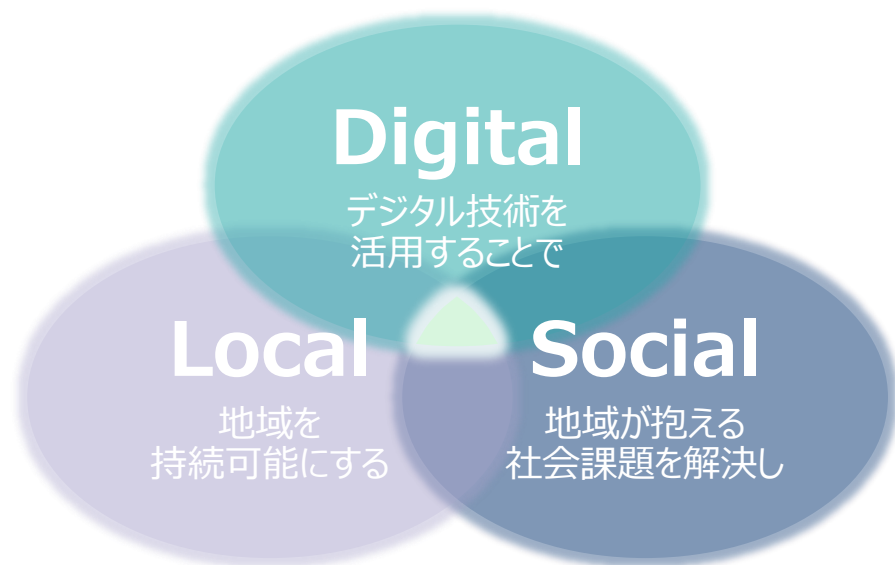 Digital
デジタル技術を
活用することで
Local
地域を
持続可能にする
Social
地域が抱える
社会課題を解決し